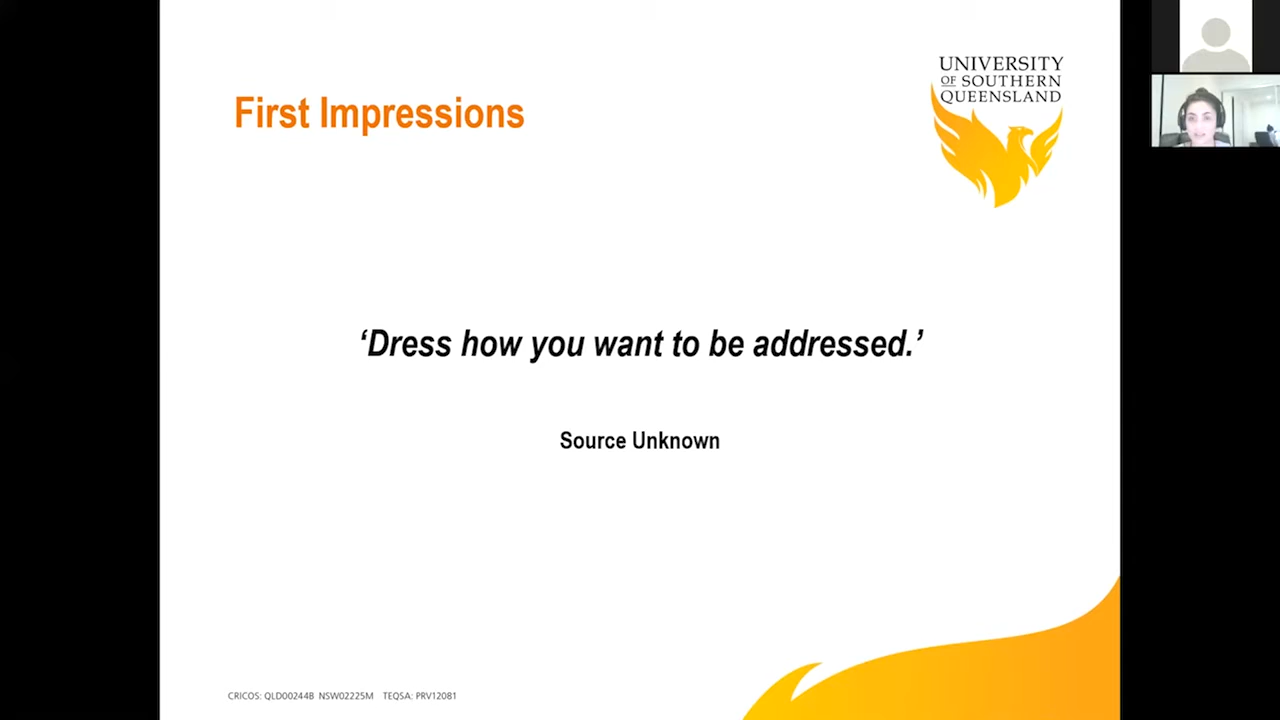 First Impressions
UNIVERSITY
OF SOUTHERN
QUEENSLAND
‘Dress how you want to be addressed.’
Source Unknown
CRICOS: QLD00244B NSW02225M TEQSA: PRV12081